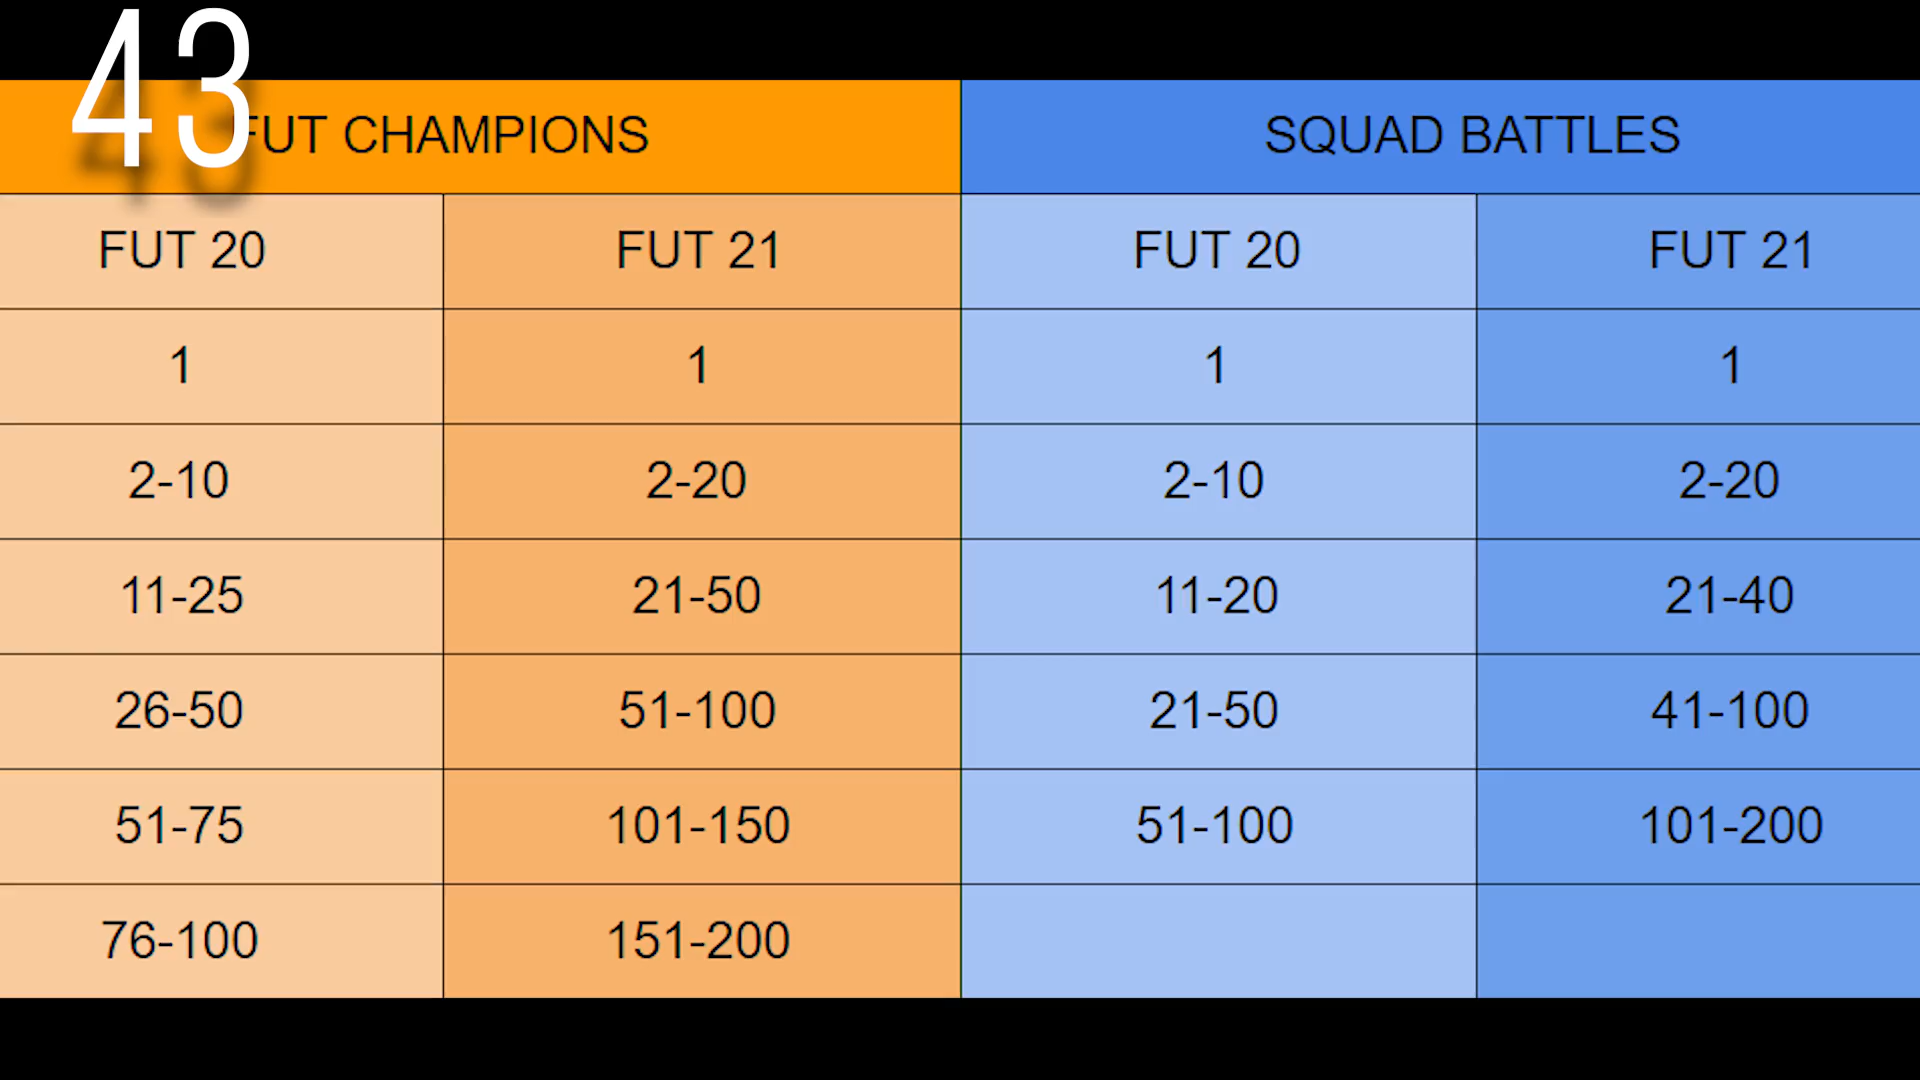 43
FUT CHAMPIONS SQUAD BATTLES
FUT 20 FUT 21 FUT 20 FUT 21
1 1 1 1
2-10 2-20 2-10 2-20
11-25 21-50 11-20 21-40
26-50 51-100 21-50 41-100
51-75 101-150 51-100 101-200
76-100 151-200